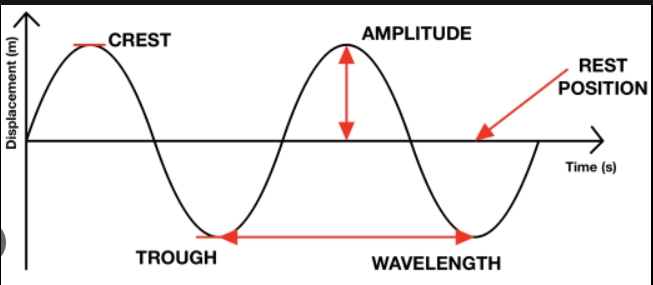 CREST
AMPLITUDE
REST
POSITION
Displacement (m)
Time (s)
TROUGH
WAVELENGTH